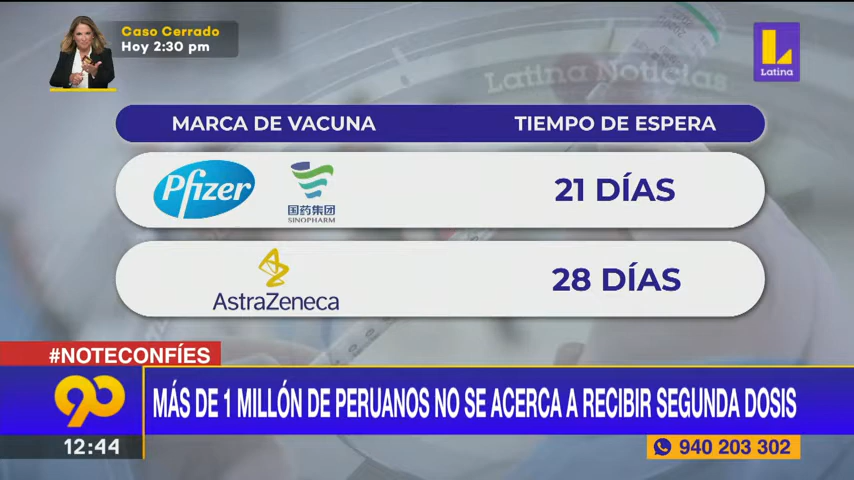 Caso Cerrado
Hoy 2:30 pm
Latina
Latina Noticias
MARCA DE VACUNA
TIEMPO DE ESPERA
Pfizer
国药集团
SINOPHARM
21 DÍAS
AstraZeneca
28 DÍAS
#NOTECONFÍES
90
MÁS DE 1 MILLÓN DE PERUANOS NO SE ACERCA A RECIBIR SEGUNDA DOSIS
12:44
940 203 302